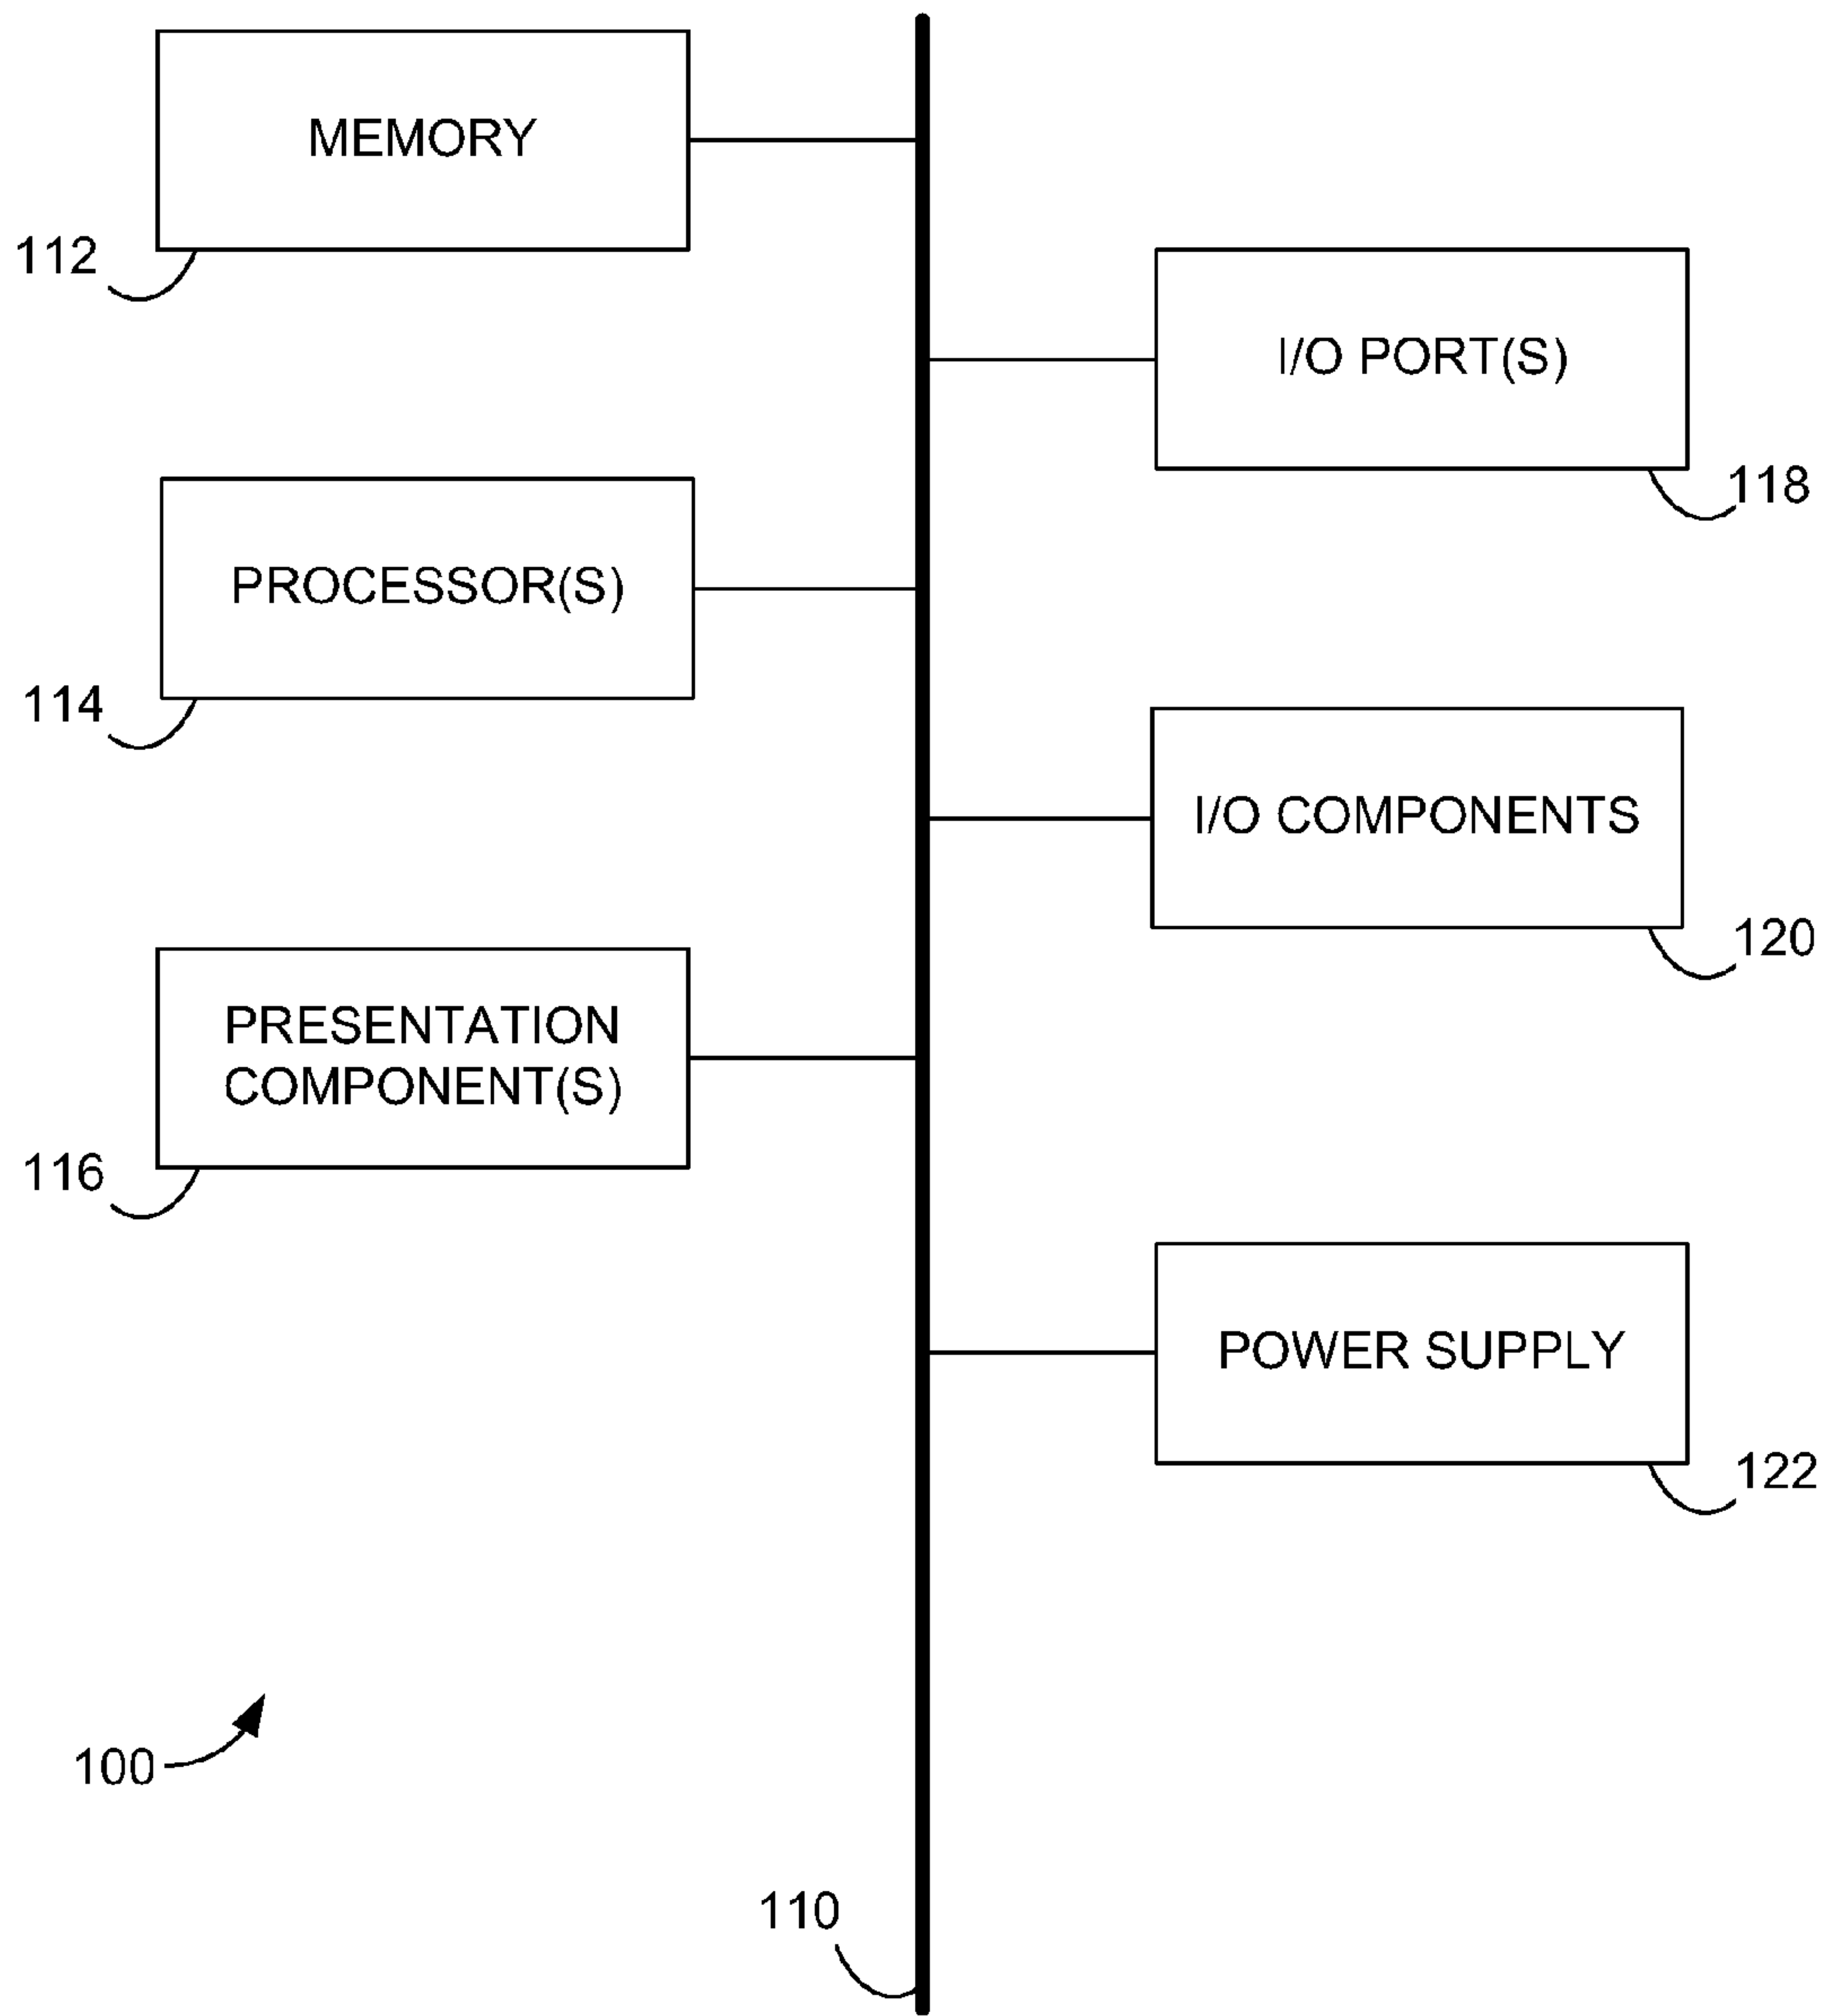 MEMORY
112
I/O PORT(S)
118
PROCESSOR(S)
114
I/O COMPONENTS
120
PRESENTATION
COMPONENT(S)
116
POWER SUPPLY
122
100
110